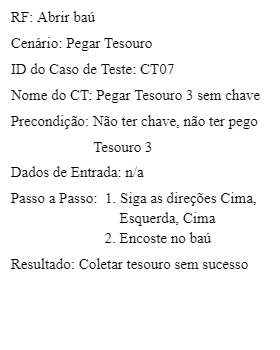 RF: Abrir baú
Cenário: Pegar Tesouro
ID do Caso de Teste: CT07
Nome do CT: Pegar Tesouro 3 sem chave
Precondição: Não ter chave, não ter pego
Tesouro 3
Dados de Entrada: n/a
Passo a Passo: 1. Siga as direções Cima,
Esquerda, Cima
2. Encoste no baú
Resultado: Coletar tesouro sem sucesso